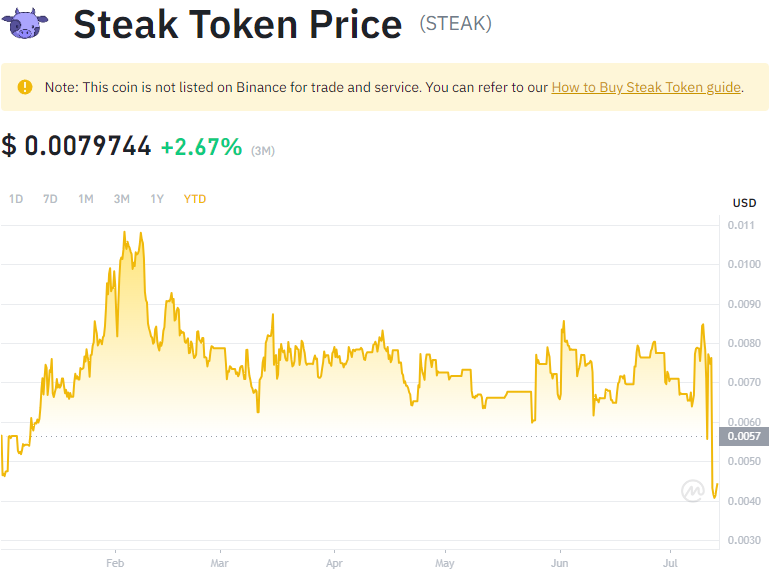 Steak Token Price (STEAK)
Note: This coin is not listed on Binance for trade and service. You can refer to our How to Buy Steak Token guide.
$ 0.0079744 +2.67% (3M)
1D 7D 1M 3M 1Y YTD
USD
0.011
0.0100
0.0090
0.0080
0.0070
0.0060
0.0057
0.0050
0.0040
0.0030
Feb Mar Apr May Jun Jul